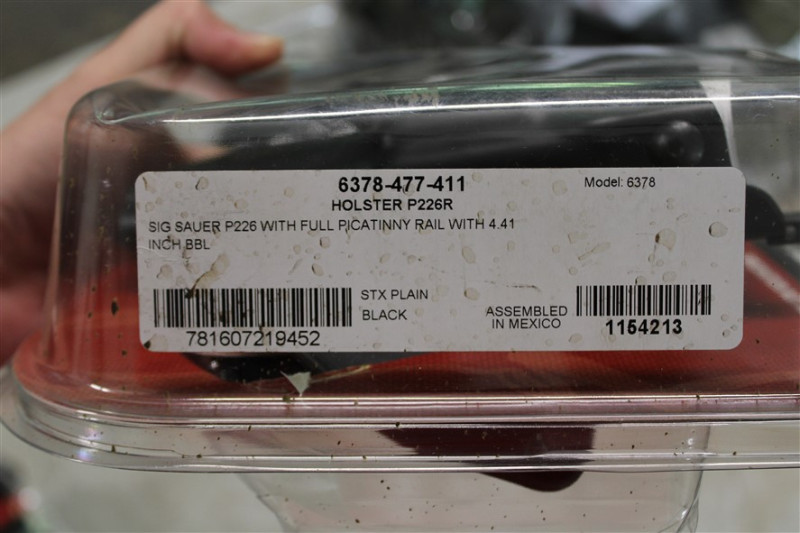 6378-477-411
Model: 6378
HOLSTER P226R
SIG SAUER P226 WITH FULL PICATINNY RAIL WITH 4.41
INCH BBL
STX PLAIN
BLACK
781607219452
ASSEMBLED
IN MEXICO
1154213